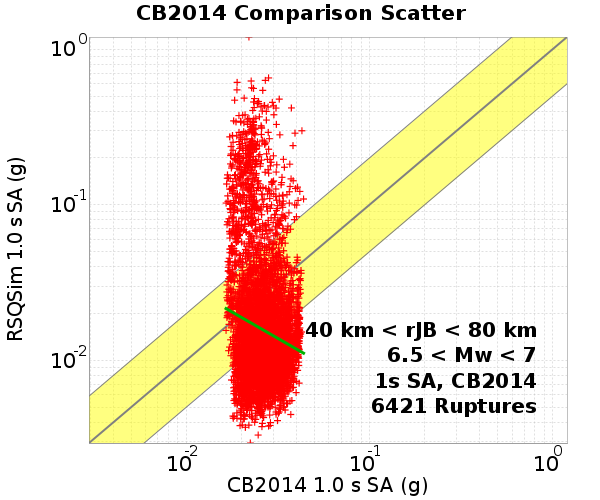 CB2014 Comparison Scatter
10^0
10^-1
10^-2
RSQSim 1.0 s SA (g)
40 km < rJB < 80 km
6.5 < Mw < 7
1s SA, CB2014
6421 Ruptures
10^-2
10^-1
10^0
CB2014 1.0 s SA (g)